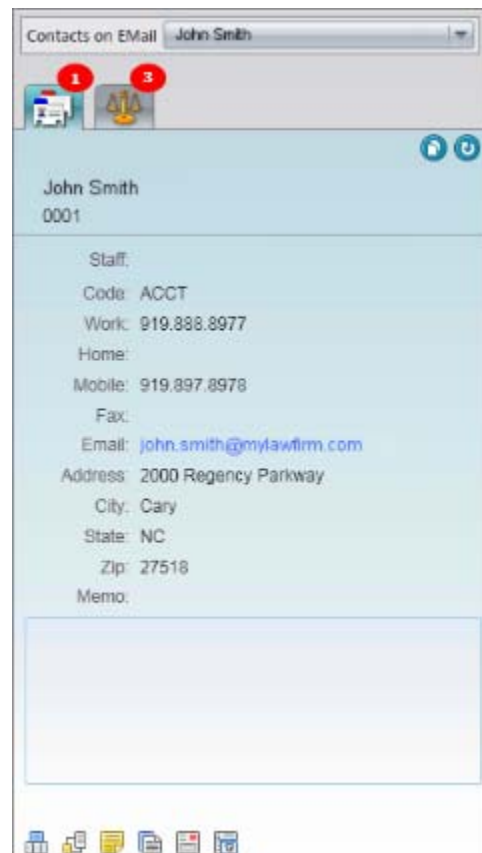 Contacts on EMail John Smith
1 3
John Smith
0001
Staff:
Code: ACCT
Work: 919.888.8977
Home:
Mobile: 919.897.8978
Fax:
Email: john.smith@mylawfirm.com
Address: 2000 Regency Parkway
City: Cary
State: NC
Zip: 27518
Memo: